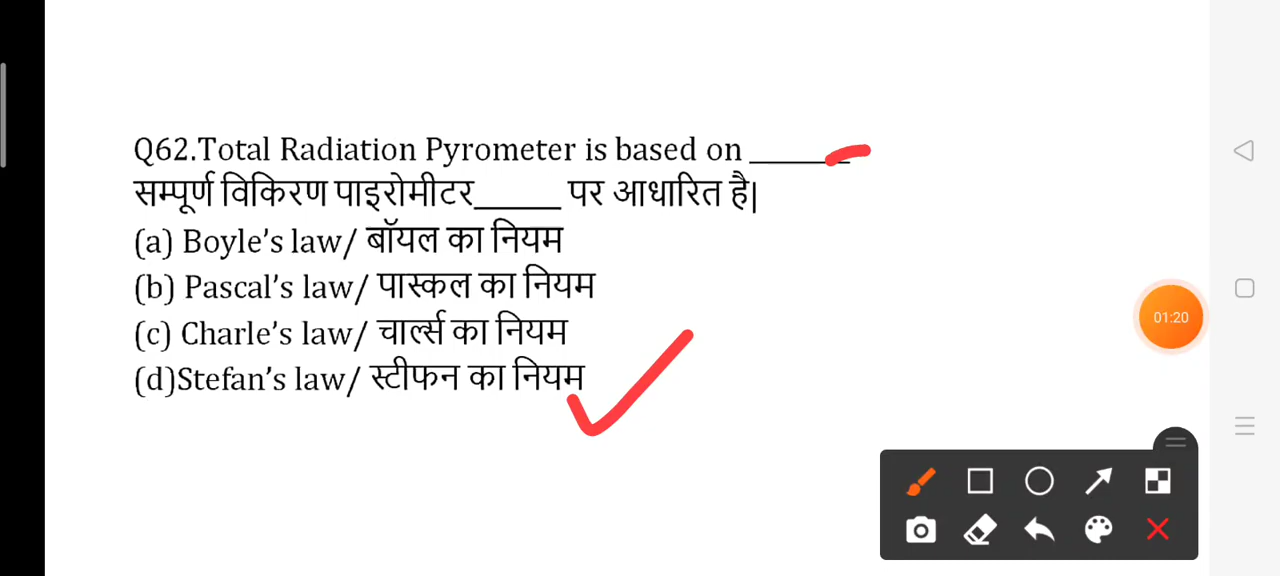 Q62.Total Radiation Pyrometer is based on _______
सम्पूर्ण विकिरण पाइरोमीटर______ पर आधारित है|
(a) Boyle’s law/ बॉयल का नियम
(b) Pascal’s law/ पास्कल का नियम
(c) Charle’s law/ चार्ल्स का नियम
(d)Stefan’s law/ स्टीफन का नियम
01:20